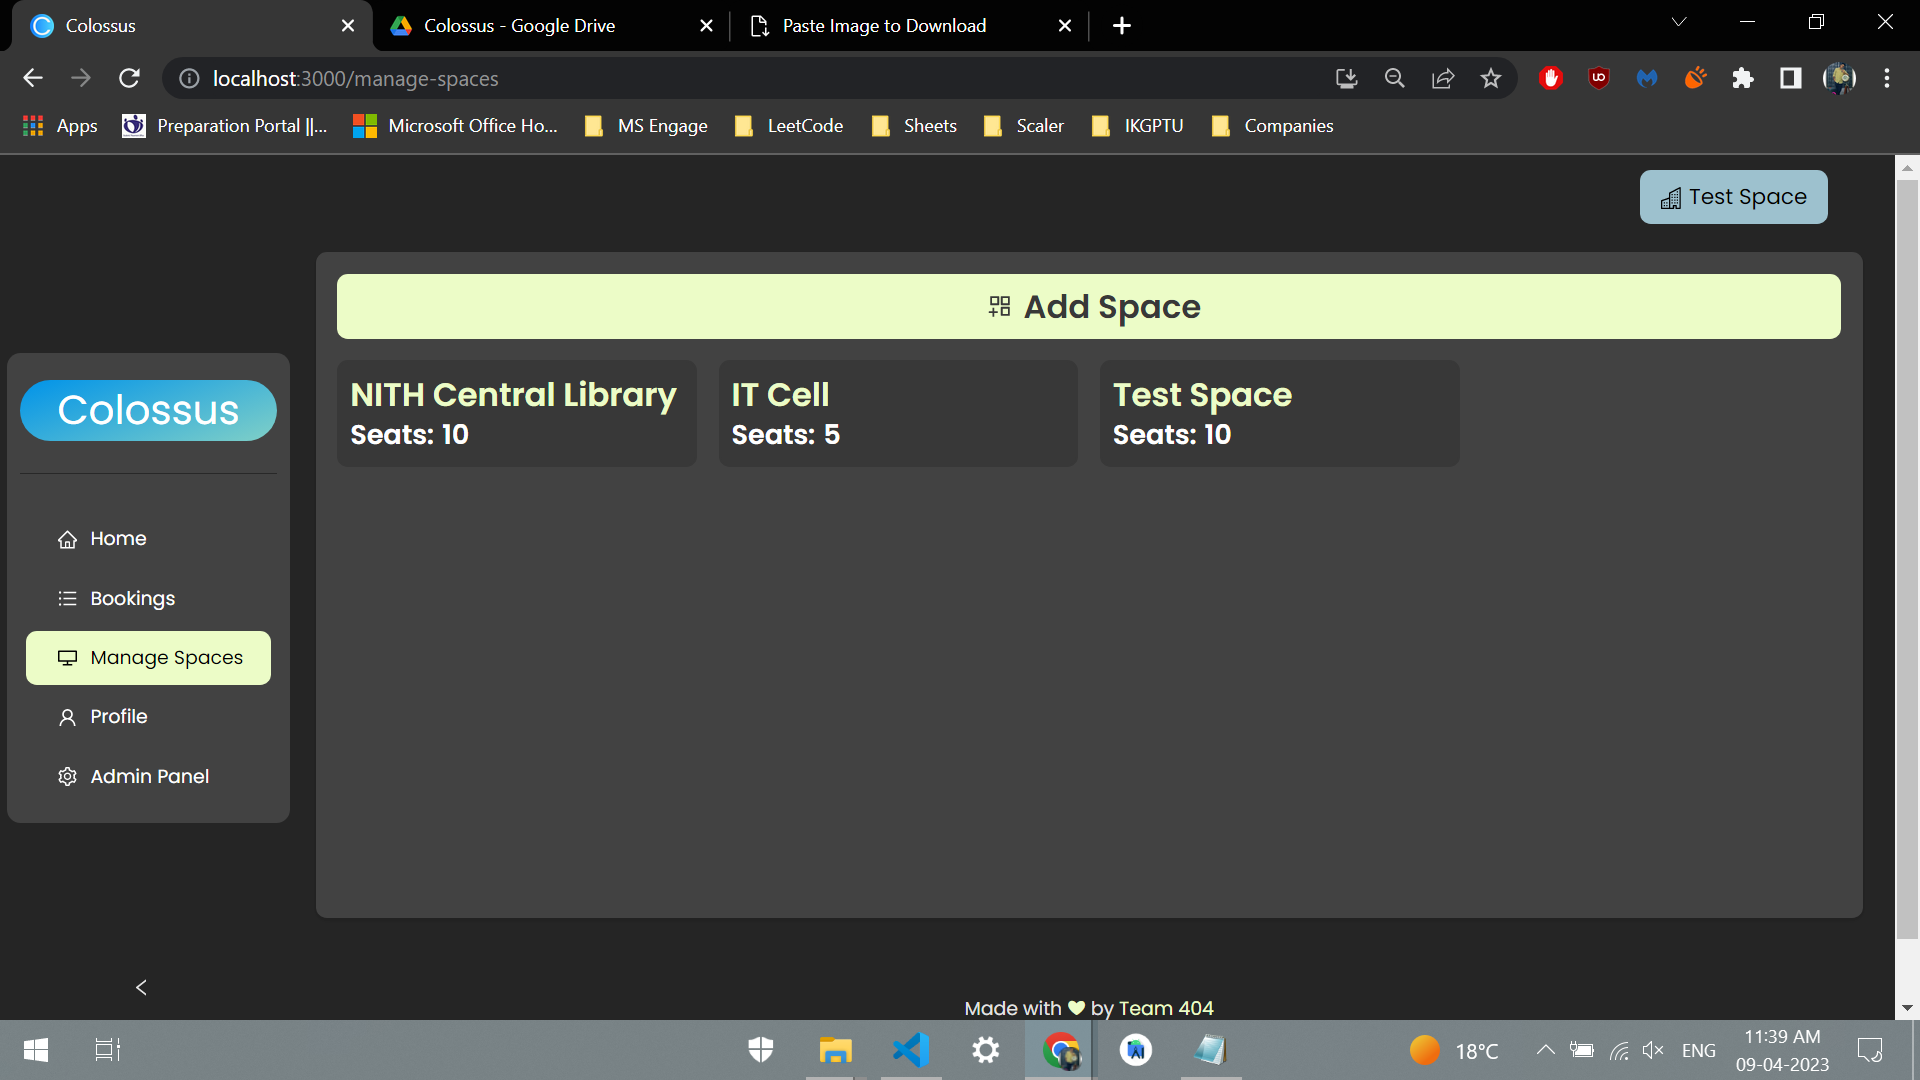 Colossus
Colossus - Google Drive
Paste Image to Download
localhost:3000/manage-spaces
Apps
Preparation Portal ||...
Microsoft Office Ho...
MS Engage
LeetCode
Sheets
Scaler
IKGPTU
Companies
Test Space
Add Space
NITH Central Library
Seats: 10
IT Cell
Seats: 5
Test Space
Seats: 10
Colossus
Home
Bookings
Manage Spaces
Profile
Admin Panel
Made with by Team 404
18°C
ENG
11:39 AM
09-04-2023